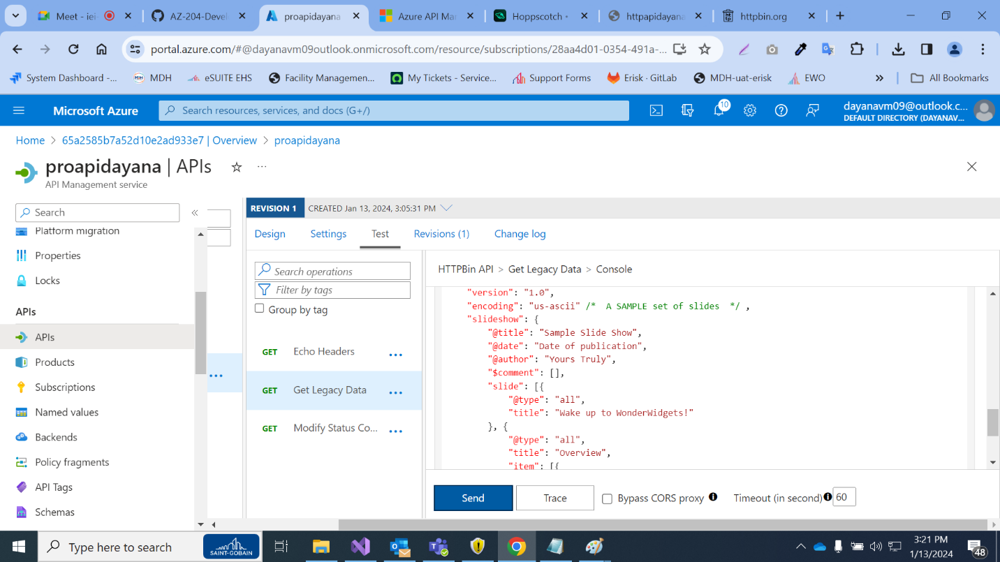 Meet - iei-
AZ-204-Devel
proapidayana
Azure API Ma
Hoppscotch •
httpapidayana
httpbin.org
portal.azure.com/#@dayanavm09outlook.onmicrosoft.com/resource/subscriptions/28aa4d01-0354-491a-...
System Dashboard -...
MDH
eSUITE EHS
Facility Managemen...
My Tickets - Service...
Support Forms
Erisk · GitLab
MDH-uat-erisk
EWO
»
All Bookmarks
Microsoft Azure
Search resources, services, and docs (G+/)
10
dayanavm09@outlook.c...
DEFAULT DIRECTORY (DAYANAV...
Home > 65a2585b7a52d10e2ad933e7 | Overview > proapidayana
proapidayana | APIs
API Management service
Search
«
Platform migration
Properties
Locks
APIs
APIs
Products
Subscriptions
Named values
Backends
Policy fragments
API Tags
Schemas
REVISION 1
CREATED Jan 13, 2024, 3:05:31 PM
Design
Settings
Test
Revisions (1)
Change log
Search operations
Filter by tags
Group by tag
GET Echo Headers
GET Get Legacy Data
GET Modify Status Co...
HTTPBin API > Get Legacy Data > Console
"version": "1.0",
"encoding": "us-ascii" /*  A SAMPLE set of slides  */ ,
"slideshow": {
"@title": "Sample Slide Show",
"@date": "Date of publication",
"@author": "Yours Truly",
"$comment": [],
"slide": [{
"@type": "all",
"title": "Wake up to WonderWidgets!"
}, {
"@type": "all",
"title": "Overview",
"item": [{
Send
Trace
Bypass CORS proxy
Timeout (in second)
60
Type here to search
SAINT-GOBAIN
3:21 PM
1/13/2024
48